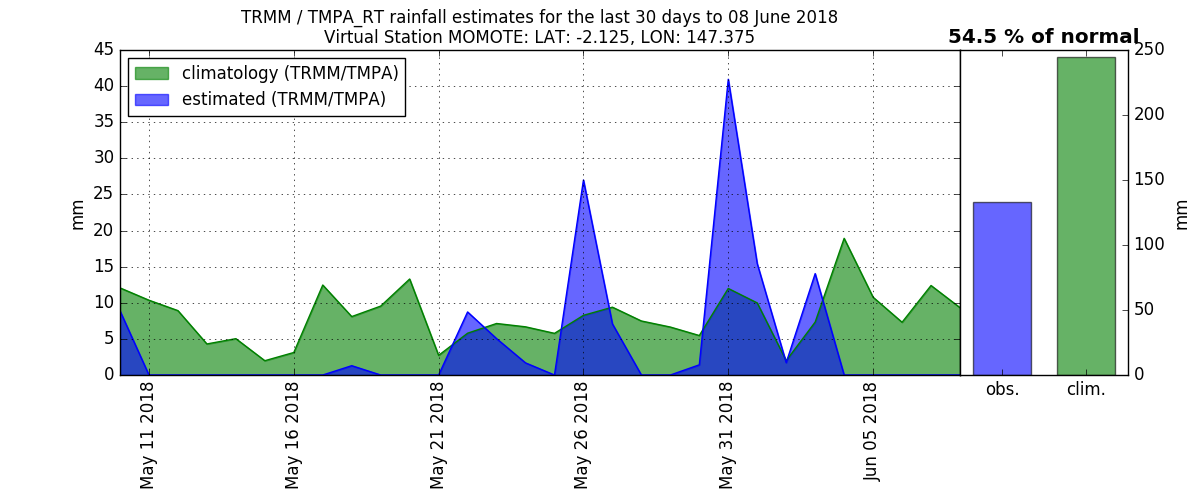 TRMM / TMPA_RT rainfall estimates for the last 30 days to 08 June 2018
Virtual Station MOMOTE: LAT: -2.125, LON: 147.375
54.5 % of normal
climatology (TRMM/TMPA)
estimated (TRMM/TMPA)
45
40
35
30
25
20
15
10
5
0
mm
May 11 2018
May 16 2018
May 21 2018
May 26 2018
May 31 2018
Jun 05 2018
250
200
150
100
50
0
mm
obs.
clim.